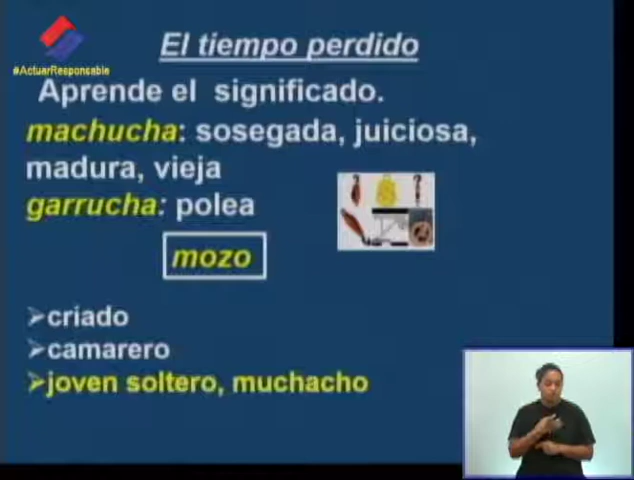 El tiempo perdido
#ActuarResponsable
Aprende el significado.
machucha: sosegada, juiciosa,
madura, vieja
garrucha: polea
mozo
➢criado
➢camarero
➢joven soltero, muchacho